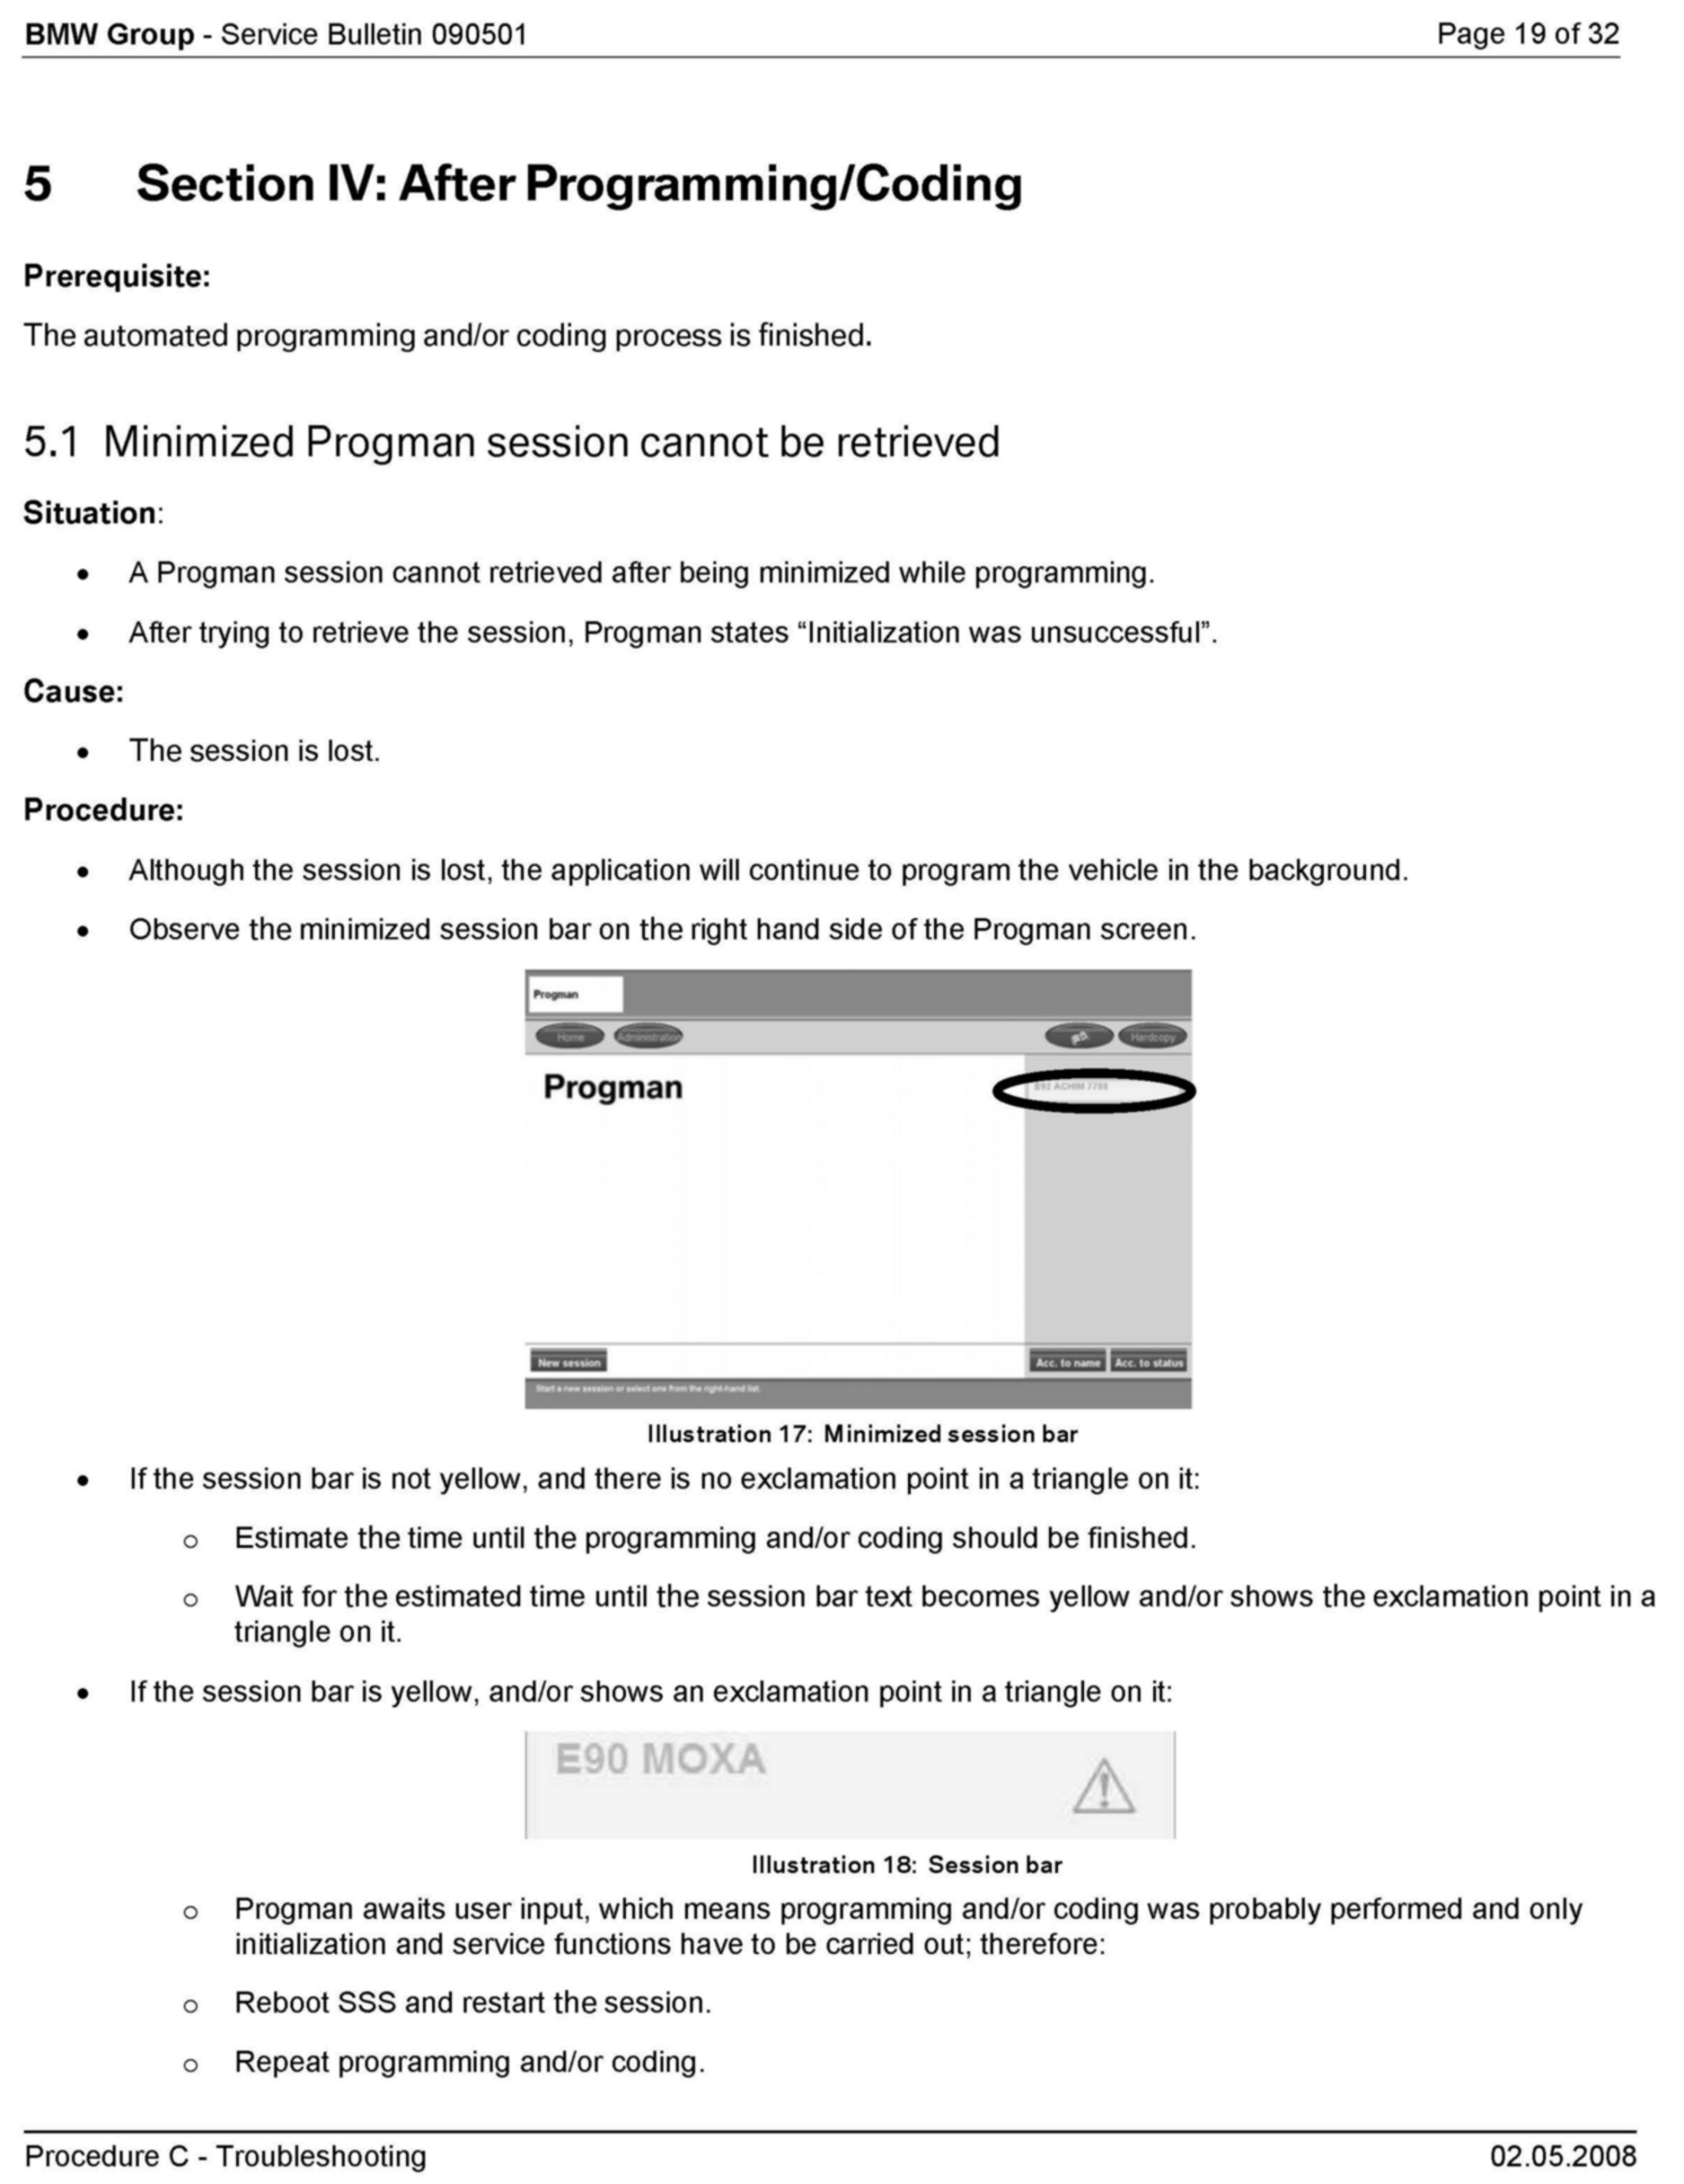 BMW Group - Service Bulletin 090501
Page 19 of 32
5 Section IV: After Programming/Coding
Prerequisite:
The automated programming and/or coding process is finished.
5.1 Minimized Progman session cannot be retrieved
Situation:
• A Progman session cannot retrieved after being minimized while programming.
• After trying to retrieve the session, Progman states “Initialization was unsuccessful”.
Cause:
• The session is lost.
Procedure:
• Although the session is lost, the application will continue to program the vehicle in the background.
• Observe the minimized session bar on the right hand side of the Progman screen.
Progman
Home Administration Hardcopy
Progman
E92 ACHIM 7788
New session
Acc. to name Acc. to status
Start a new session or select one from the right-hand list.
Illustration 17: Minimized session bar
• If the session bar is not yellow, and there is no exclamation point in a triangle on it:
o Estimate the time until the programming and/or coding should be finished.
o Wait for the estimated time until the session bar text becomes yellow and/or shows the exclamation point in a
triangle on it.
• If the session bar is yellow, and/or shows an exclamation point in a triangle on it:
E90 MOXA
Illustration 18: Session bar
o Progman awaits user input, which means programming and/or coding was probably performed and only
initialization and service functions have to be carried out; therefore:
o Reboot SSS and restart the session.
o Repeat programming and/or coding.
Procedure C - Troubleshooting
02.05.2008